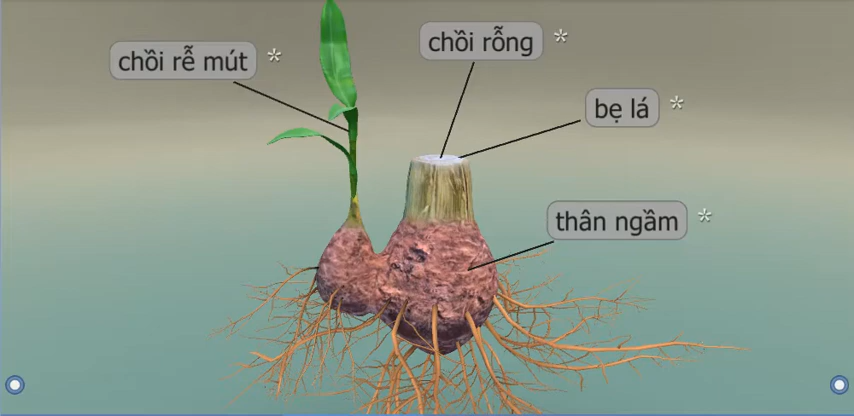 chồi rỗng
chồi rễ mút
bẹ lá
thân ngầm